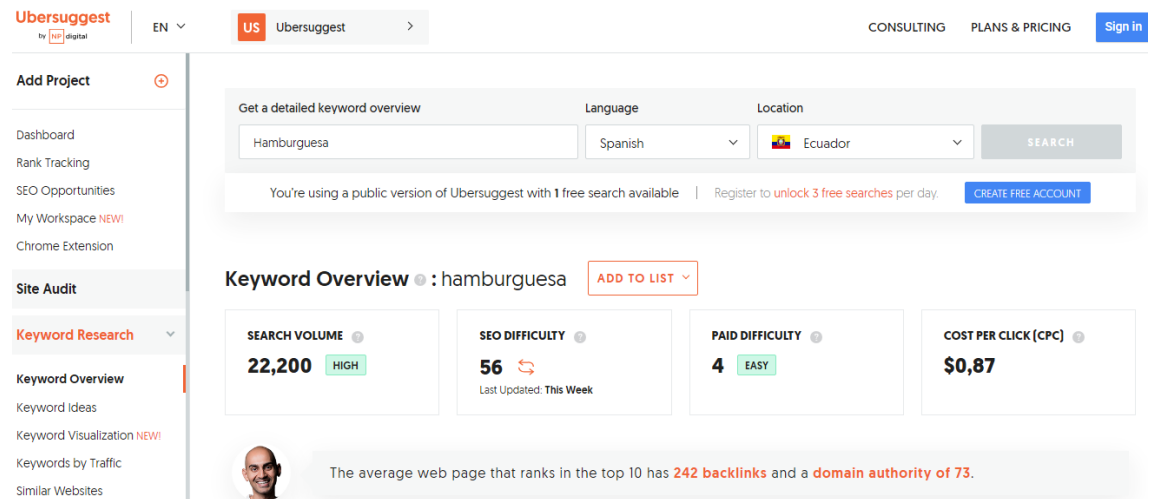 Ubersuggest
by NP digital
EN
US Ubersuggest
CONSULTING
PLANS & PRICING
Sign in
Add Project
Dashboard
Rank Tracking
SEO Opportunities
My Workspace NEW!
Chrome Extension
Site Audit
Keyword Research
Keyword Overview
Keyword Ideas
Keyword Visualization NEW!
Keywords by Traffic
Similar Websites
Get a detailed keyword overview
Language
Location
Hamburguesa
Spanish
Ecuador
SEARCH
You're using a public version of Ubersuggest with 1 free search available
Register to unlock 3 free searches per day.
CREATE FREE ACCOUNT
Keyword Overview ? : hamburguesa
ADD TO LIST
SEARCH VOLUME ?
22,200 HIGH
SEO DIFFICULTY ?
56
Last Updated: This Week
PAID DIFFICULTY ?
4 EASY
COST PER CLICK (CPC) ?
$0,87
The average web page that ranks in the top 10 has 242 backlinks and a domain authority of 73.